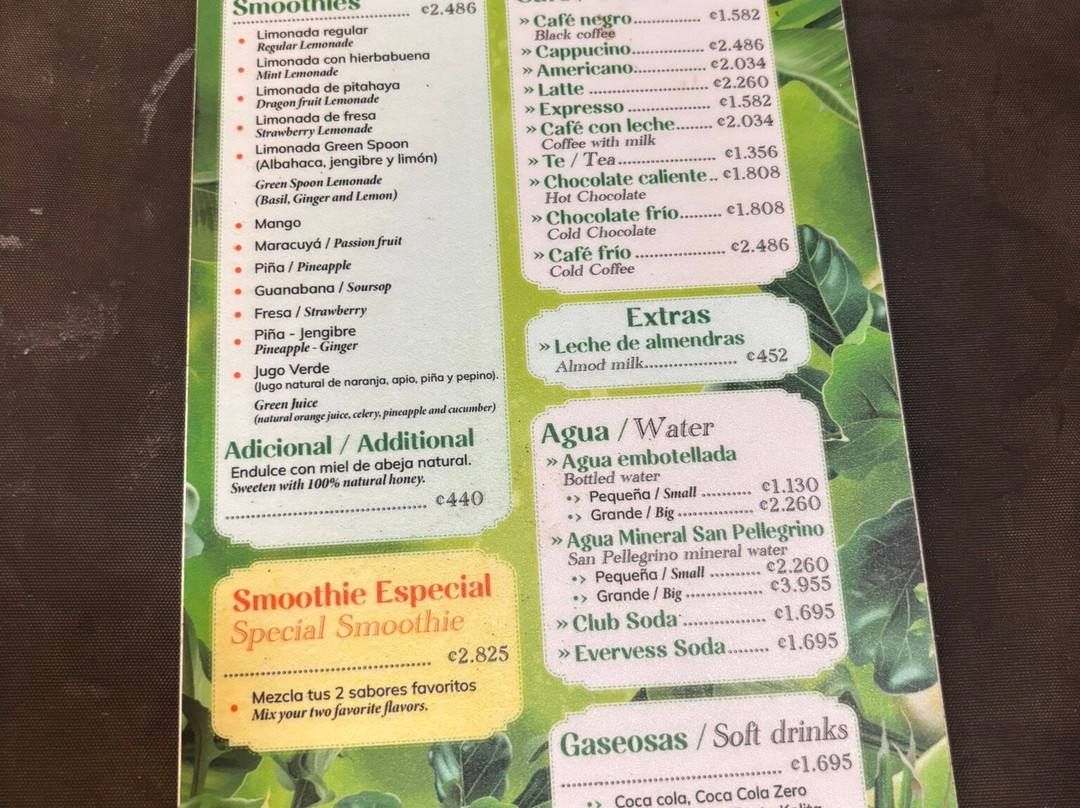 Smoothies
¢2.486
Limonada regular
Regular Lemonade
Limonada con hierbabuena
Mint Lemonade
Limonada de pitahaya
Dragon fruit Lemonade
Limonada de fresa
Strawberry Lemonade
Limonada Green Spoon
(Albahaca, jengibre y limón)
Green Spoon Lemonade
(Basil, Ginger and Lemon)
Mango
Maracuyá / Passion fruit
Piña / Pineapple
Guanabana / Soursop
Fresa / Strawberry
Piña - Jengibre
Pineapple - Ginger
Jugo Verde
(Jugo natural de naranja, apio, piña y pepino).
Green Juice
(natural orange juice, celery, pineapple and cucumber)
Adicional / Additional
Endulce con miel de abeja natural.
Sweeten with 100% natural honey.
¢440
Smoothie Especial
Special Smoothie
¢2.825
Mezcla tus 2 sabores favoritos
Mix your two favorite flavors.
» Café negro ¢1.582
Black coffee
» Cappucino ¢2.486
» Americano ¢2.034
» Latte ¢2.260
» Expresso ¢1.582
» Café con leche ¢2.034
Coffee with milk
» Te / Tea ¢1.356
» Chocolate caliente ¢1.808
Hot Chocolate
» Chocolate frío ¢1.808
Cold Chocolate
» Café frío ¢2.486
Cold Coffee
Extras
» Leche de almendras
Almod milk ¢452
Agua / Water
» Agua embotellada
Bottled water
Pequeña / Small ¢1.130
Grande / Big ¢2.260
» Agua Mineral San Pellegrino
San Pellegrino mineral water
Pequeña / Small ¢2.260
Grande / Big ¢3.955
» Club Soda ¢1.695
» Evervess Soda ¢1.695
Gaseosas / Soft drinks
¢1.695
Coca cola, Coca Cola Zero